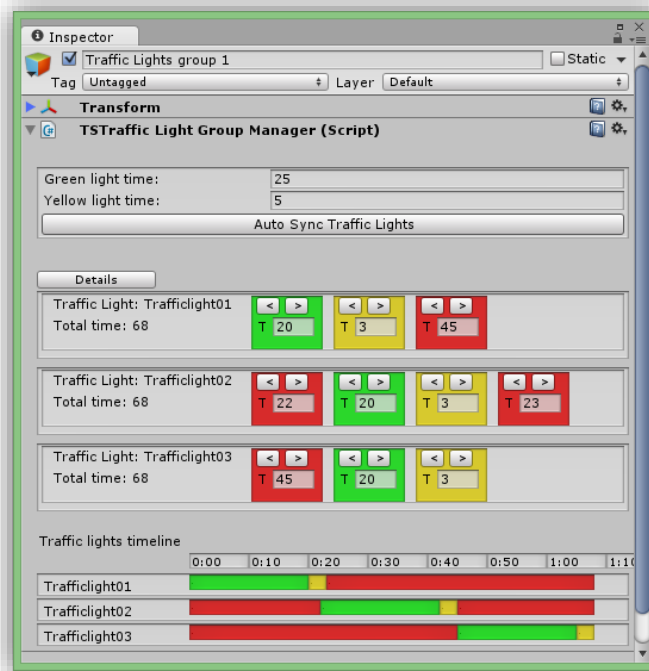 Inspector
Traffic Lights group 1 Static
Tag Untagged Layer Default
Transform
TSTraffic Light Group Manager (Script)
Green light time: 25
Yellow light time: 5
Auto Sync Traffic Lights
Details
Traffic Light: Trafficlight01 < > < > < >
Total time: 68 T 20 T 3 T 45
Traffic Light: Trafficlight02 < > < > < > < >
Total time: 68 T 22 T 20 T 3 T 23
Traffic Light: Trafficlight03 < > < > < >
Total time: 68 T 45 T 20 T 3
Traffic lights timeline
0:00 0:10 0:20 0:30 0:40 0:50 1:00 1:10
Trafficlight01
Trafficlight02
Trafficlight03